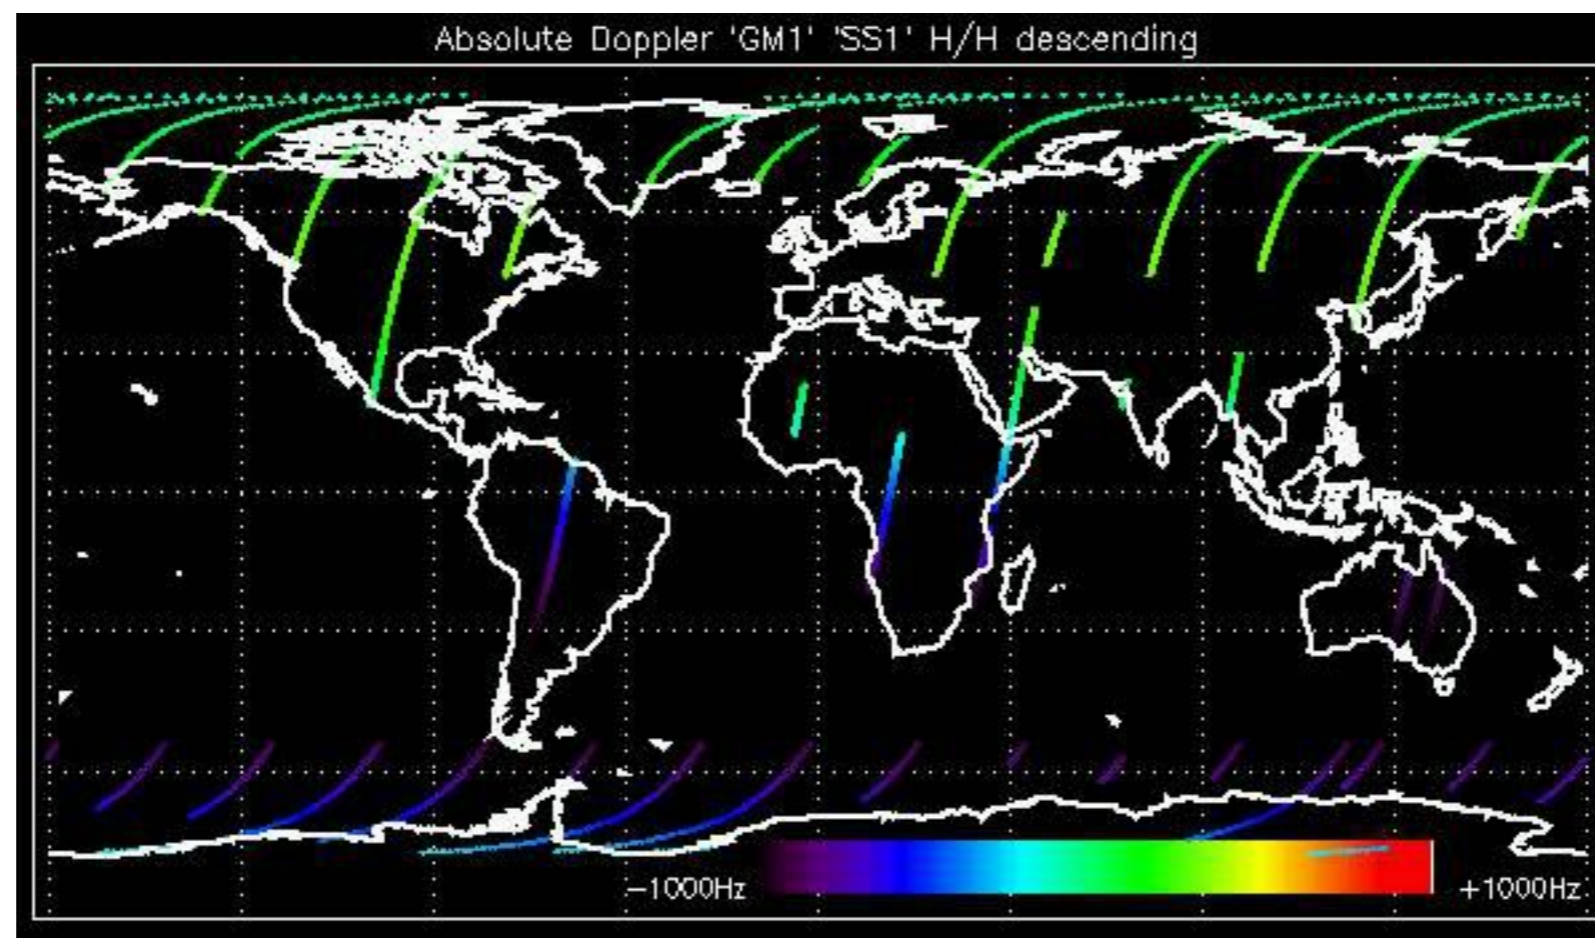 Absolute Doppler 'GM1' 'SS1' H/H descending
−1000Hz
+1000Hz